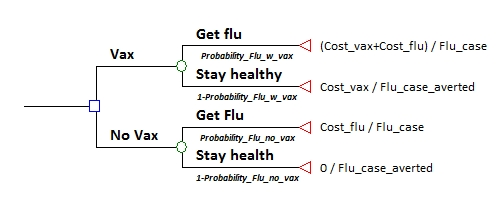 Get flu
Probability_Flu_w_vax
(Cost_vax+Cost_flu) / Flu_case
Vax
Stay healthy
1-Probability_Flu_w_vax
Cost_vax / Flu_case_averted
Get Flu
Probability_Flu_no_vax
Cost_flu / Flu_case
No Vax
Stay health
1-Probability_Flu_no_vax
0 / Flu_case_averted